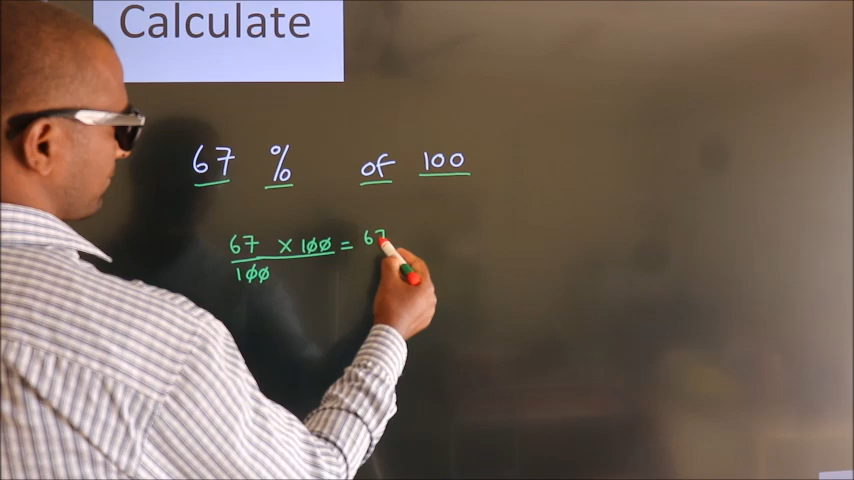 Calculate
67 % of 100
67 × 100 = 67
100